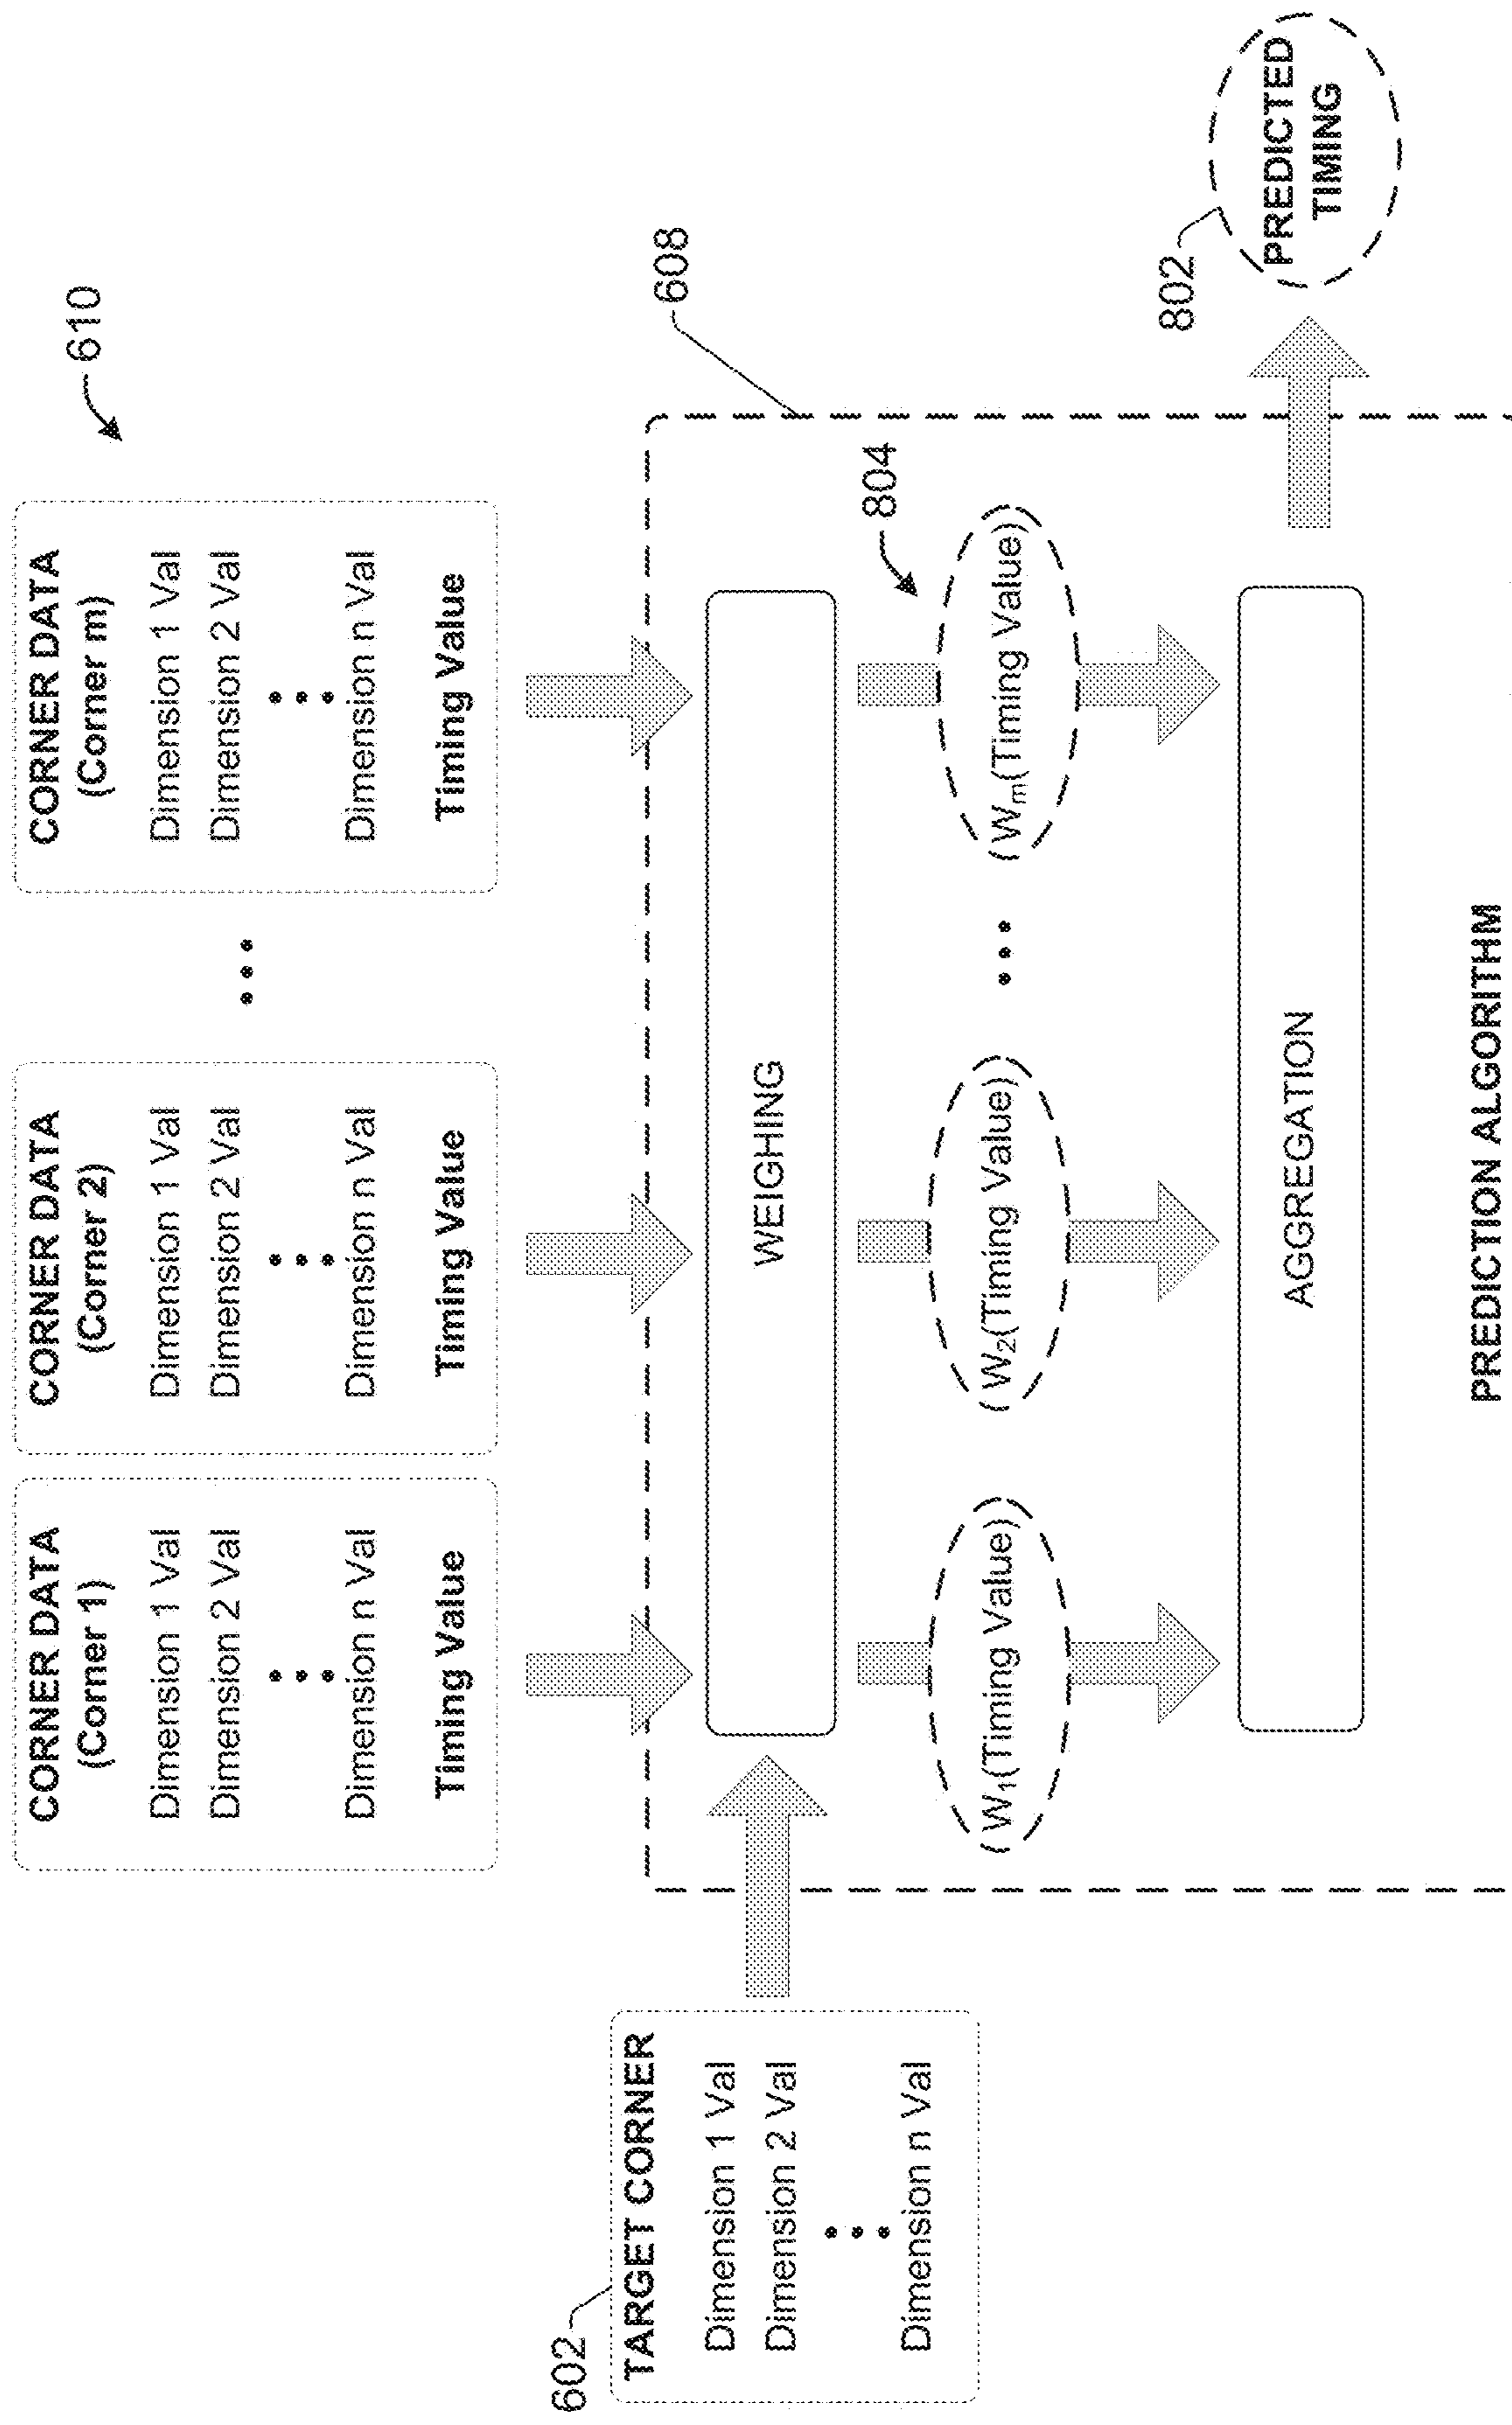 610
CORNER DATA
(Corner 1)
Dimension 1 Val
Dimension 2 Val
Dimension n Val
Timing Value
CORNER DATA
(Corner 2)
Dimension 1 Val
Dimension 2 Val
Dimension n Val
Timing Value
CORNER DATA
(Corner m)
Dimension 1 Val
Dimension 2 Val
Dimension n Val
Timing Value
602
TARGET CORNER
Dimension 1 Val
Dimension 2 Val
Dimension n Val
608
WEIGHING
804
(W₁(Timing Value))
(W₂(Timing Value))
(Wₘ(Timing Value))
AGGREGATION
802
PREDICTED
TIMING
PREDICTION ALGORITHM